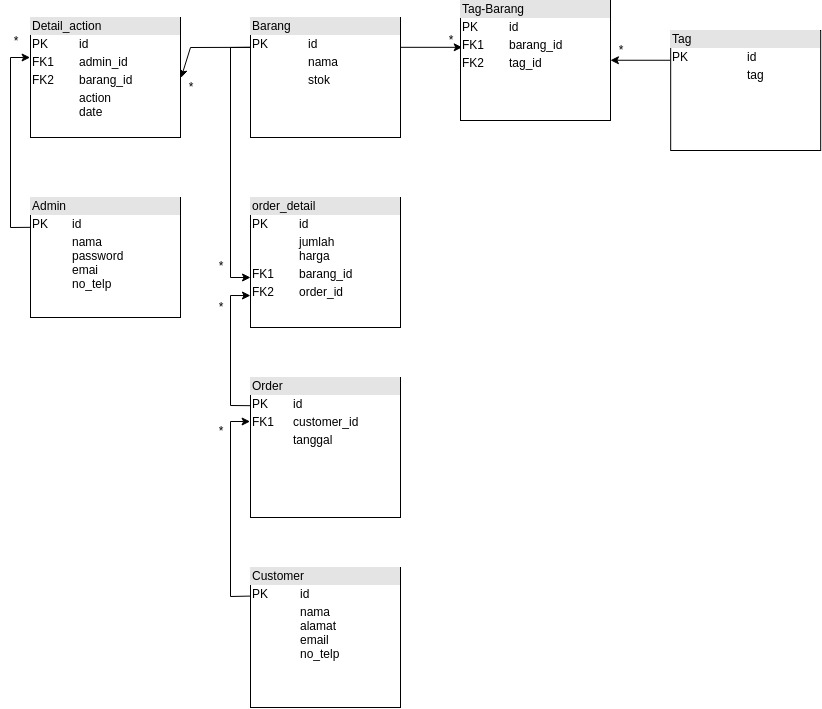 Detail_action
*
PK id
FK1 admin_id
FK2 barang_id
action
date
*
Barang
PK id
nama
stok
Tag-Barang
PK id
* FK1 barang_id
FK2 tag_id
*
Tag
PK id
tag
Admin
PK id
nama
password
emai
no_telp
order_detail
PK id
jumlah
harga
* FK1 barang_id
FK2 order_id
*
Order
PK id
FK1 customer_id
* tanggal
Customer
PK id
nama
alamat
email
no_telp